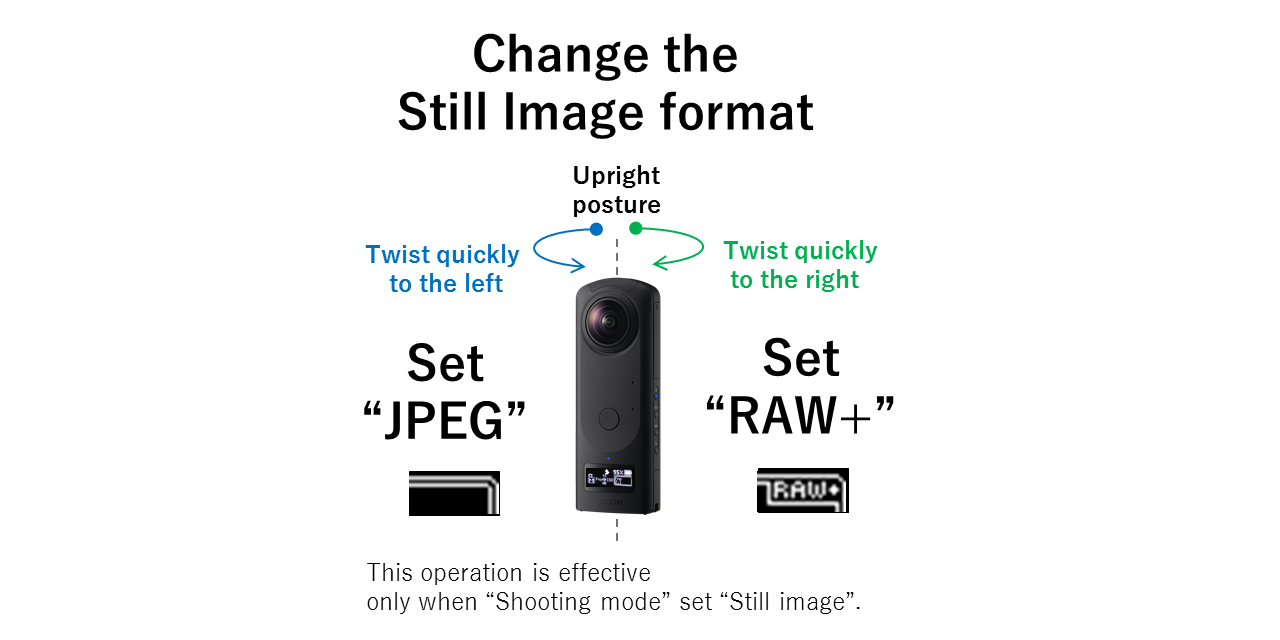 Change the
Still Image format
Upright
posture
Twist quickly
to the left
Twist quickly
to the right
Set
“JPEG”
Set
“RAW+”
RAW+
95%
This operation is effective
only when “Shooting mode” set “Still image”.